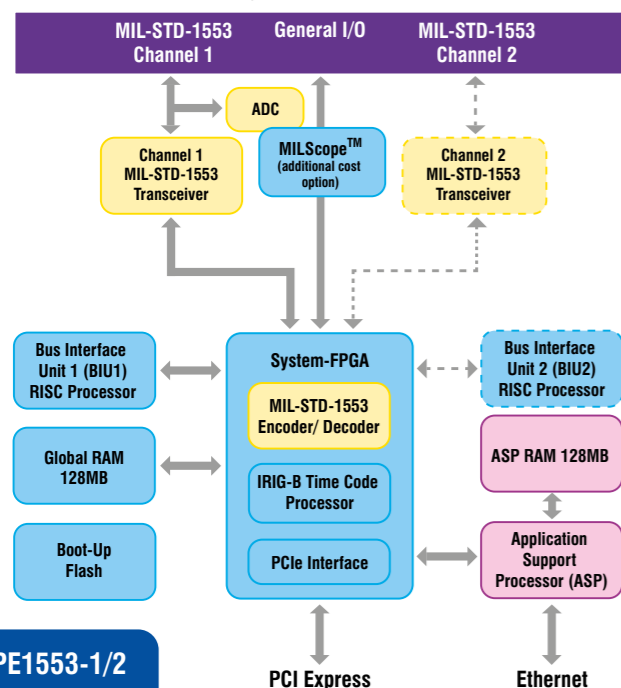 MIL-STD-1553
Channel 1
General I/O
MIL-STD-1553
Channel 2
ADC
Channel 1
MIL-STD-1553
Transceiver
MILScope™
(additional cost
option)
Channel 2
MIL-STD-1553
Transceiver
Bus Interface
Unit 1 (BIU1)
RISC Processor
System-FPGA
Bus Interface
Unit 2 (BIU2)
RISC Processor
MIL-STD-1553
Encoder/ Decoder
Global RAM
128MB
ASP RAM 128MB
IRIG-B Time Code
Processor
Boot-Up
Flash
PCIe Interface
Application
Support
Processor (ASP)
PE1553-1/2
PCI Express
Ethernet